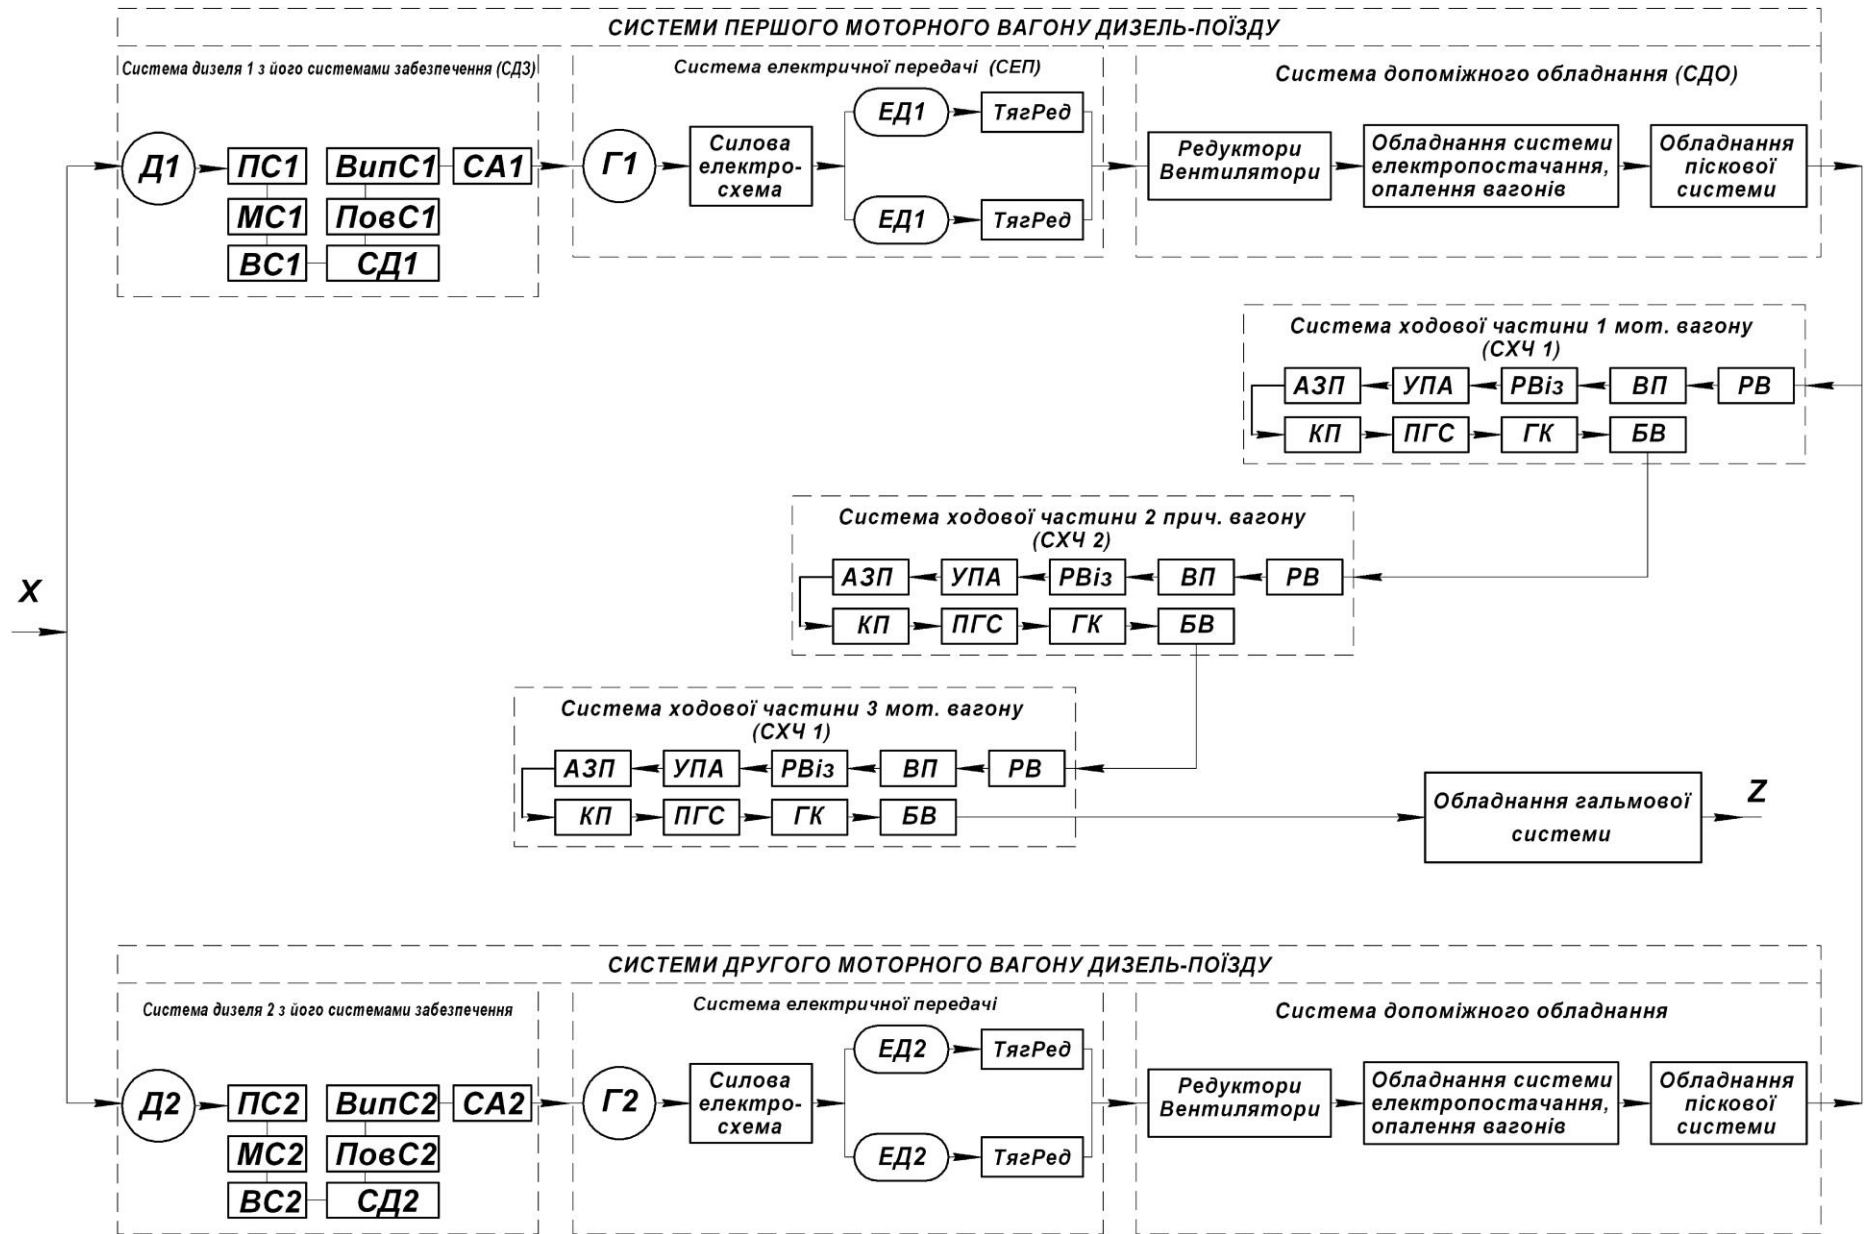 СИСТЕМИ ПЕРШОГО МОТОРНОГО ВАГОНУ ДИЗЕЛЬ-ПОЇЗДУ
Система дизеля 1 з його системами забезпечення (СДЗ)
Система електричної передачі (СЕП)
Система допоміжного обладнання (СДО)
Д1
ПС1
ВипС1
СА1
МС1
ПовС1
ВС1
СД1
Г1
Силова
електро-
схема
ЕД1
ТягРед
ЕД1
ТягРед
Редуктори
Вентилятори
Обладнання системи
електропостачання,
опалення вагонів
Обладнання
піскової
системи
Система ходової частини 1 мот. вагону
(СХЧ 1)
АЗП
УПА
РВіз
ВП
РВ
КП
ПГС
ГК
БВ
Система ходової частини 2 прич. вагону
(СХЧ 2)
АЗП
УПА
РВіз
ВП
РВ
КП
ПГС
ГК
БВ
X
Система ходової частини 3 мот. вагону
(СХЧ 1)
АЗП
УПА
РВіз
ВП
РВ
КП
ПГС
ГК
БВ
Обладнання гальмової
системи
Z
СИСТЕМИ ДРУГОГО МОТОРНОГО ВАГОНУ ДИЗЕЛЬ-ПОЇЗДУ
Система дизеля 2 з його системами забезпечення
Система електричної передачі
Система допоміжного обладнання
Д2
ПС2
ВипС2
СА2
МС2
ПовС2
ВС2
СД2
Г2
Силова
електро-
схема
ЕД2
ТягРед
ЕД2
ТягРед
Редуктори
Вентилятори
Обладнання системи
електропостачання,
опалення вагонів
Обладнання
піскової
системи